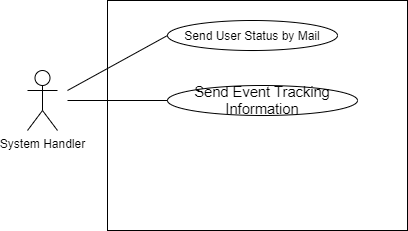 Send User Status by Mail
Send Event Tracking
Information
System Handler